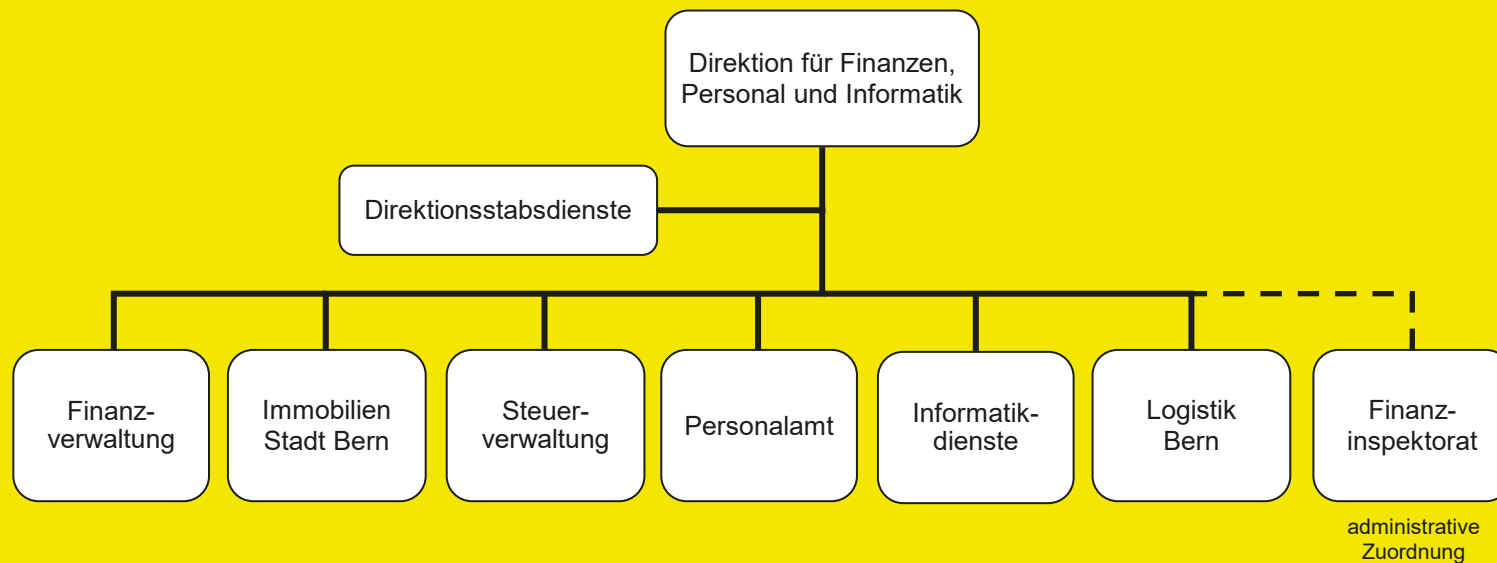 Direktion für Finanzen,
Personal und Informatik
Direktionsstabsdienste
Finanz-
verwaltung
Immobilien
Stadt Bern
Steuer-
verwaltung
Personalamt
Informatik-
dienste
Logistik
Bern
Finanz-
inspektorat
administrative
Zuordnung